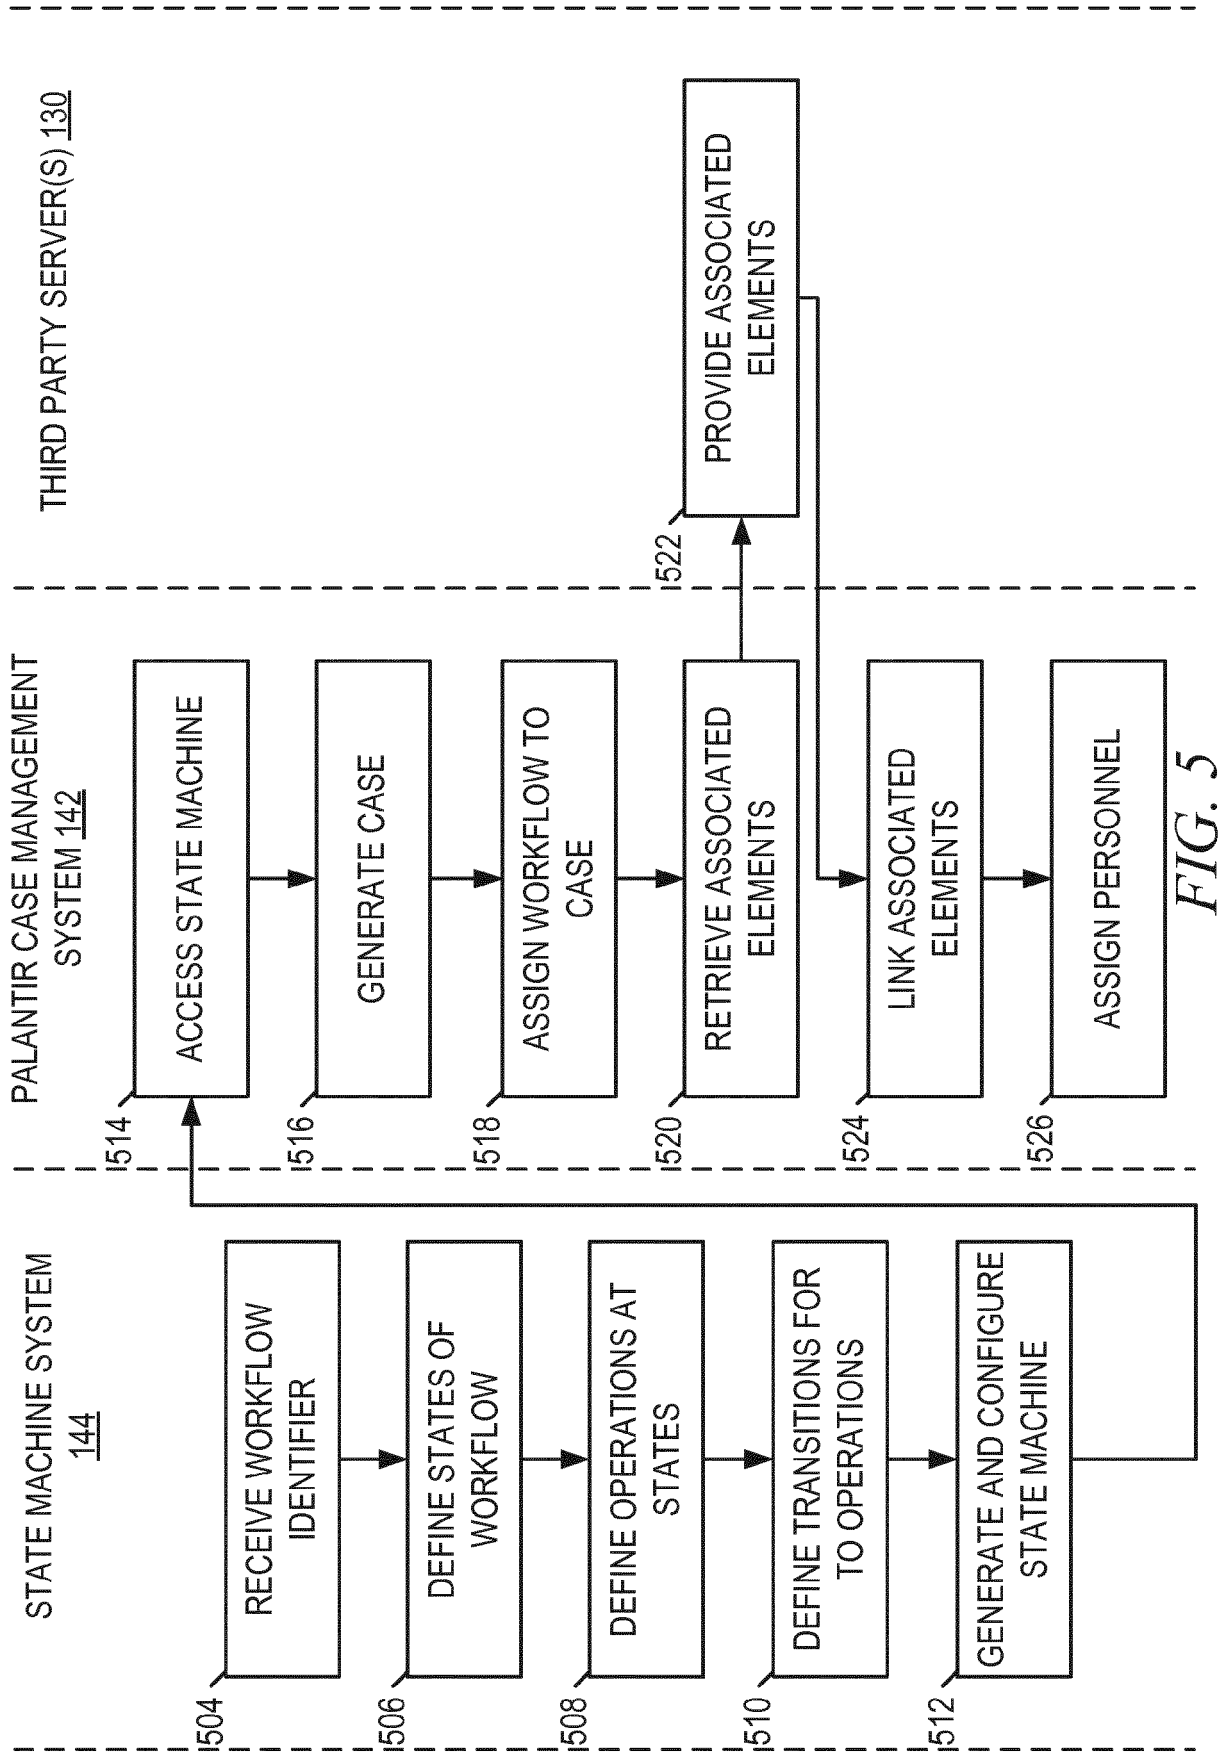 STATE MACHINE SYSTEM
144
504
RECEIVE WORKFLOW
IDENTIFIER
506
DEFINE STATES OF
WORKFLOW
508
DEFINE OPERATIONS AT
STATES
510
DEFINE TRANSITIONS FOR
TO OPERATIONS
512
GENERATE AND CONFIGURE
STATE MACHINE
PALANTIR CASE MANAGEMENT
SYSTEM 142
514
ACCESS STATE MACHINE
516
GENERATE CASE
518
ASSIGN WORKFLOW TO
CASE
520
RETRIEVE ASSOCIATED
ELEMENTS
524
LINK ASSOCIATED
ELEMENTS
526
ASSIGN PERSONNEL
THIRD PARTY SERVER(S) 130
522
PROVIDE ASSOCIATED
ELEMENTS
FIG. 5